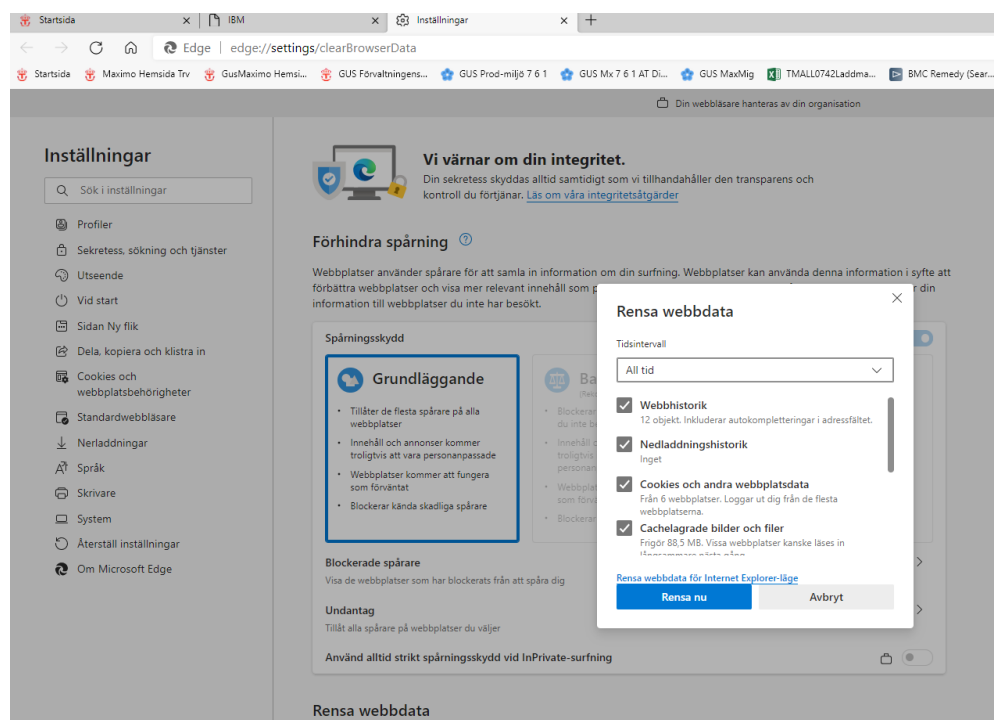 Startsida
IBM
Inställningar
Edge | edge://settings/clearBrowserData
Startsida Maximo Hemsida Trv GusMaximo Hemsi... GUS Förvaltningens... GUS Prod-miljö 7 6 1 GUS Mx 7 6 1 AT Di... GUS MaxMig TMALL0742Laddma... BMC Remedy (Sear...
Din webbläsare hanteras av din organisation
Inställningar
Sök i inställningar
Profiler
Sekretess, sökning och tjänster
Utseende
Vid start
Sidan Ny flik
Dela, kopiera och klistra in
Cookies och
webbplatsbehörigheter
Standardwebbläsare
Nerladdningar
Språk
Skrivare
System
Återställ inställningar
Om Microsoft Edge
Vi värnar om din integritet.
Din sekretess skyddas alltid samtidigt som vi tillhandahåller den transparens och
kontroll du förtjänar. Läs om våra integritetsåtgärder
Förhindra spårning
Webbplatser använder spårare för att samla in information om din surfning. Webbplatser kan använda denna information i syfte att
förbättra webbplatser och visa mer relevant innehåll som
din
information till webbplatser du inte har besökt.
Spårningsskydd
Grundläggande
Tillåter de flesta spårare på alla
webbplatser
Innehåll och annonser kommer
troligtvis att vara personanpassade
Webbplatser kommer att fungera
som förväntat
Blockerar kända skadliga spårare
Blockerade spårare
Visa de webbplatser som har blockerats från att spåra dig
Undantag
Tillåt alla spårare på webbplatser du väljer
Använd alltid strikt spårningsskydd vid InPrivate-surfning
Rensa webbdata
Rensa webbdata
Tidsintervall
All tid
Webbhistorik
12 objekt. Inkluderar autokompletteringar i adressfältet.
Nedladdningshistorik
Inget
Cookies och andra webbplatsdata
Från 6 webbplatser. Loggar ut dig från de flesta
webbplatserna.
Cachelagrade bilder och filer
Frigör 88,5 MB. Vissa webbplatser kanske läses in
Rensa webbdata för Internet Explorer-läge
Rensa nu
Avbryt